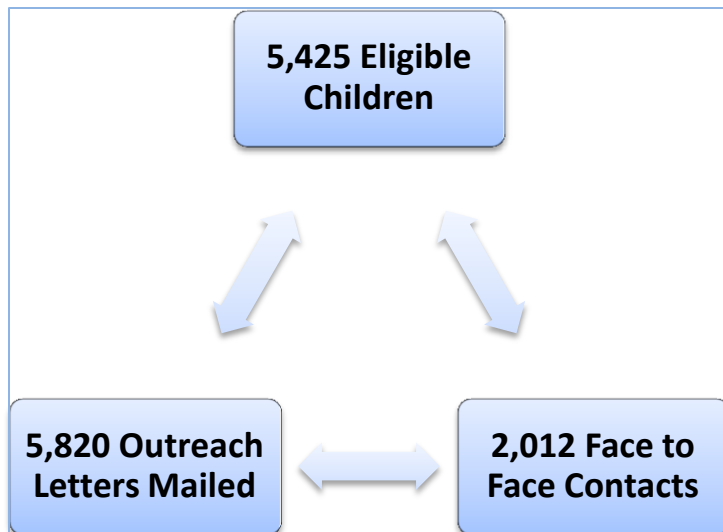 5,425 Eligible
Children
5,820 Outreach
Letters Mailed
2,012 Face to
Face Contacts